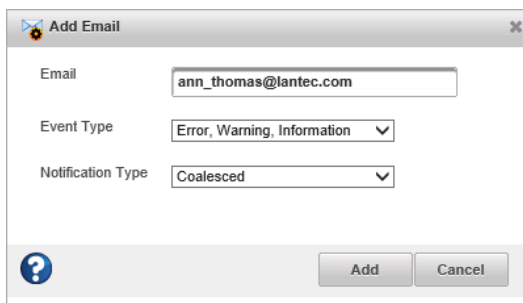 Add Email
Email
ann_thomas@lantec.com
Event Type
Error, Warning, Information
Notification Type
Coalesced
?
Add
Cancel